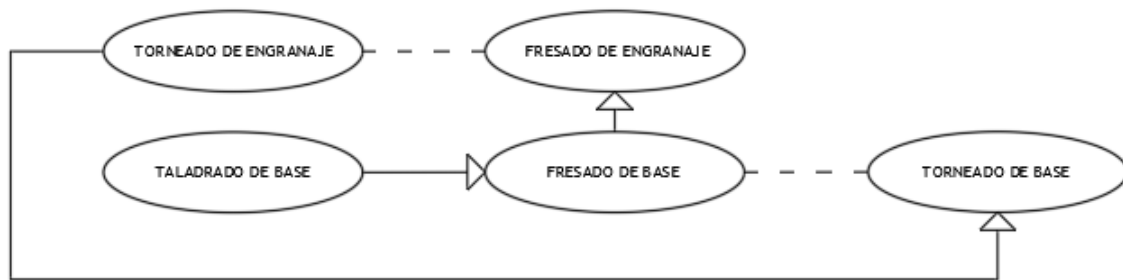 TORNEADO DE ENGRANAJE
FRESADO DE ENGRANAJE
TALADRADO DE BASE
FRESADO DE BASE
TORNEADO DE BASE